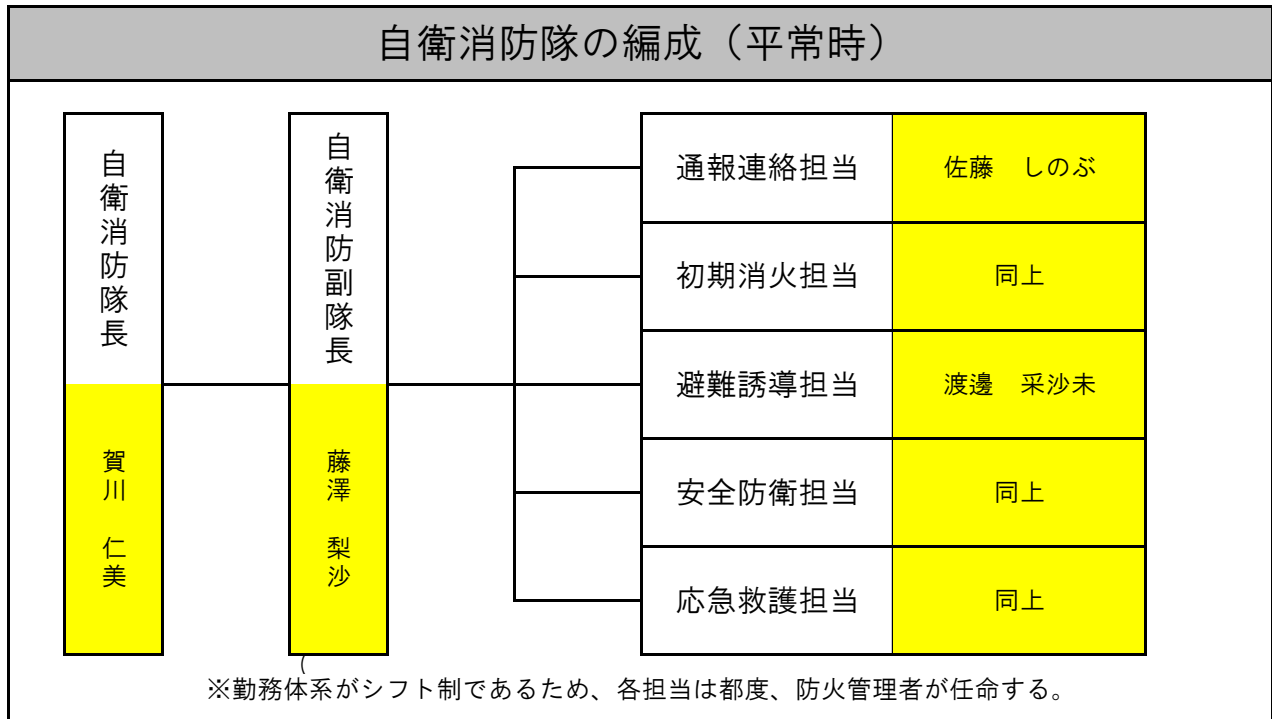 自衛消防隊の編成（平常時）
自衛消防隊長
賀川　仁美
自衛消防副隊長
藤澤　梨沙
通報連絡担当
佐藤　しのぶ
初期消火担当
同上
避難誘導担当
渡邊　采沙未
安全防衛担当
同上
応急救護担当
同上
（
※勤務体系がシフト制であるため、各担当は都度、防火管理者が任命する。